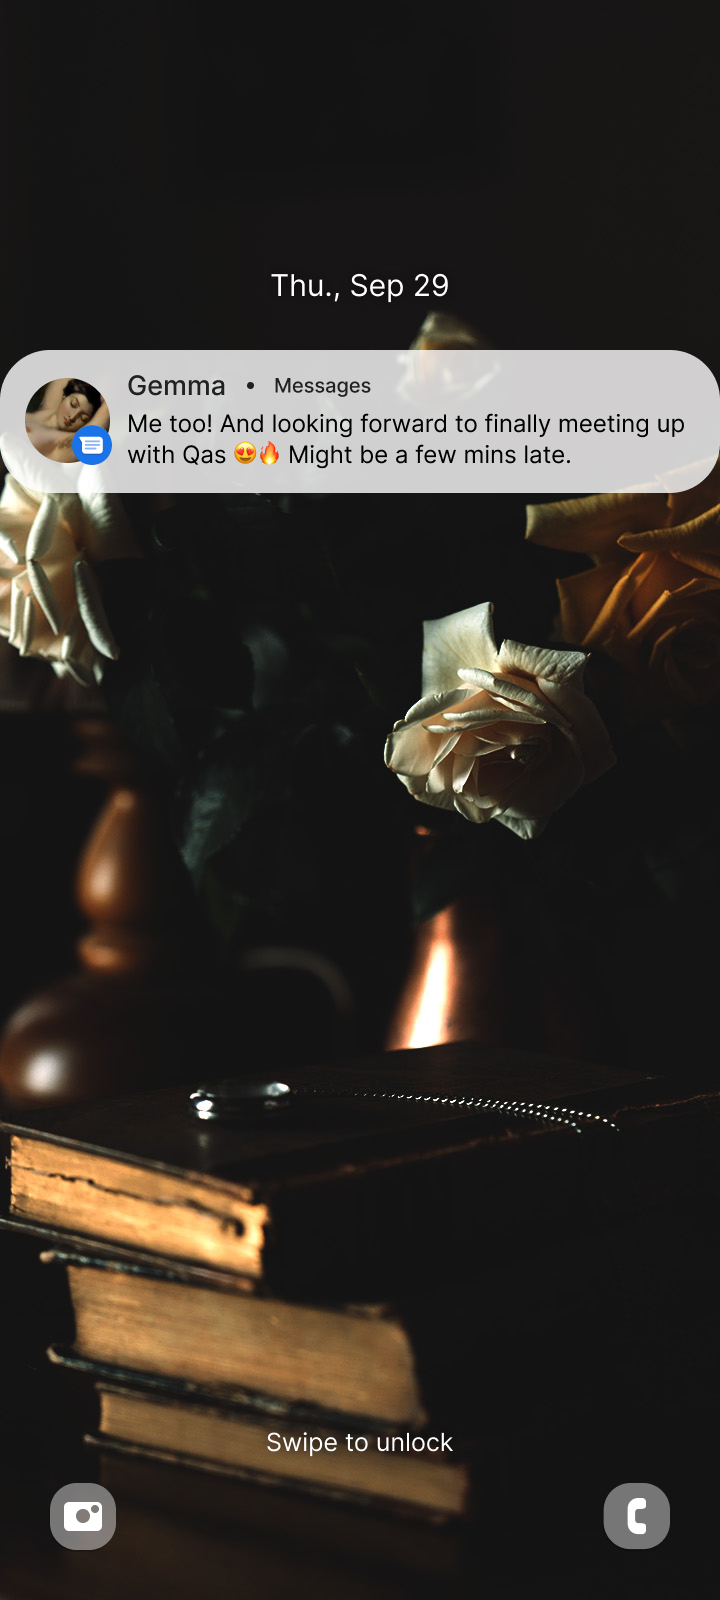 Thu., Sep 29
Gemma • Messages
Me too! And looking forward to finally meeting up
with Qas 😍🔥 Might be a few mins late.
Swipe to unlock